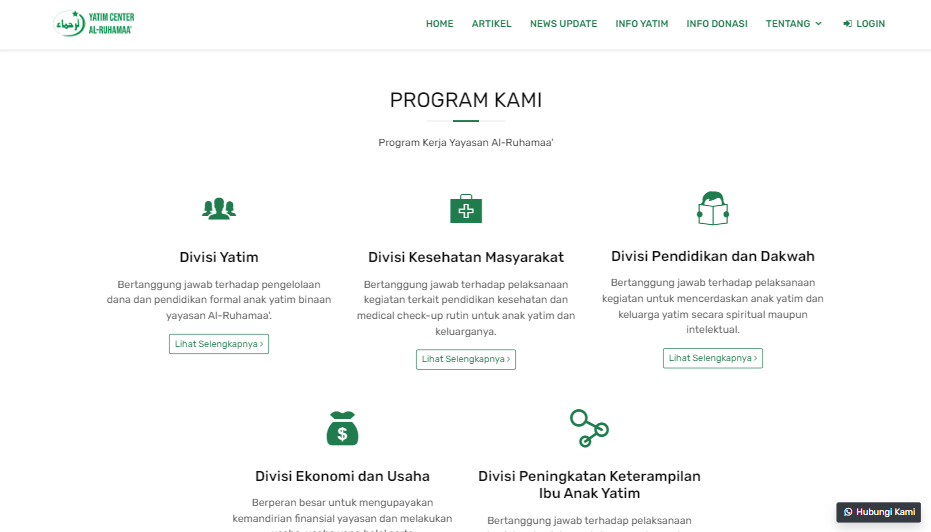 YATIM CENTER
AL-RUHAMAA'
HOME ARTIKEL NEWS UPDATE INFO YATIM INFO DONASI TENTANG LOGIN
PROGRAM KAMI
Program Kerja Yayasan Al-Ruhamaa'
Divisi Yatim
Bertanggung jawab terhadap pengelolaan
dana dan pendidikan formal anak yatim binaan
yayasan Al-Ruhamaa'.
Lihat Selengkapnya ›
Divisi Kesehatan Masyarakat
Bertanggung jawab terhadap pelaksanaan
kegiatan terkait pendidikan kesehatan dan
medical check-up rutin untuk anak yatim dan
keluarganya.
Lihat Selengkapnya ›
Divisi Pendidikan dan Dakwah
Bertanggung jawab terhadap pelaksanaan
kegiatan untuk mencerdaskan anak yatim dan
keluarga yatim secara spiritual maupun
intelektual.
Lihat Selengkapnya ›
$
Divisi Ekonomi dan Usaha
Berperan besar untuk mengupayakan
kemandirian finansial yayasan dan melakukan
Divisi Peningkatan Keterampilan
Ibu Anak Yatim
Bertanggung jawab terhadap pelaksanaan
Hubungi Kami